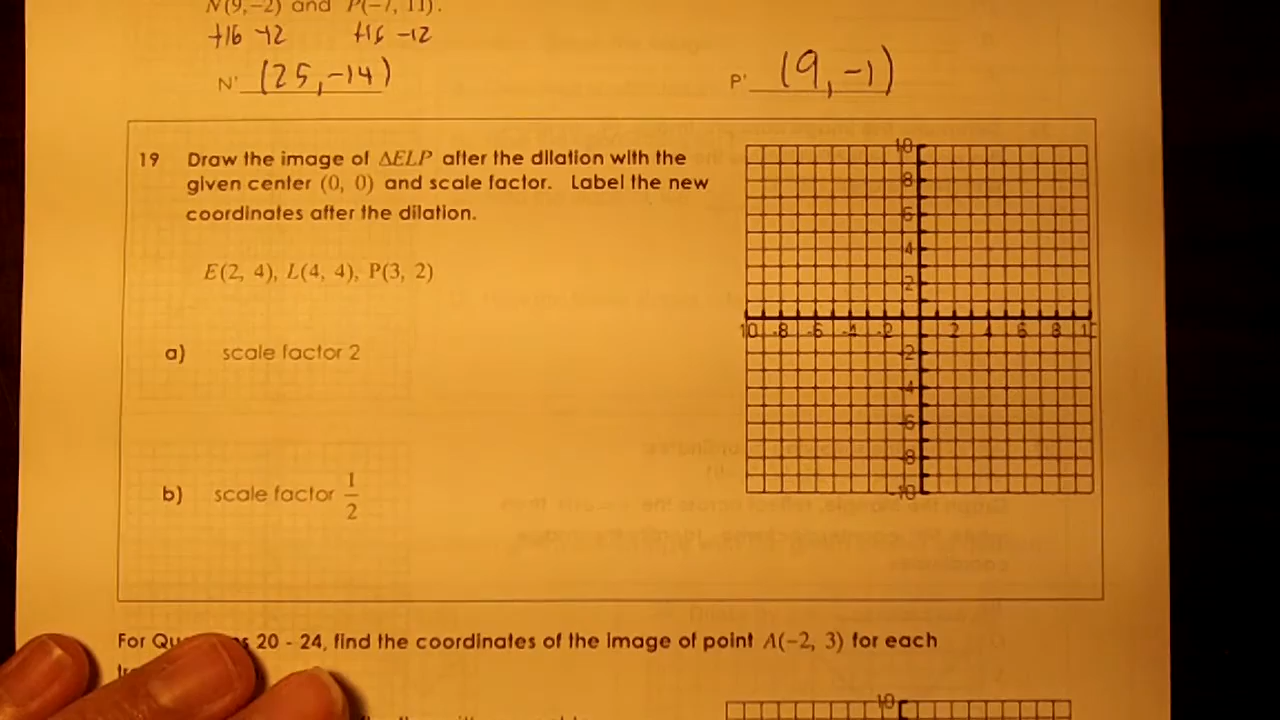 N(9,−2) and P(−7, 11).
+16 −12 +16 −12
N' (25,−14) P' (9,−1)
19 Draw the image of ΔELP after the dilation with the
given center (0, 0) and scale factor. Label the new
coordinates after the dilation.
E(2, 4), L(4, 4), P(3, 2)
a) scale factor 2
b) scale factor 1/2
10
8
6
4
2
10 -8 -6 -4 -2 2 4 6 8 10
-2
-4
-6
-8
-10
For 20 - 24, find the coordinates of the image of point A(−2, 3) for each
10